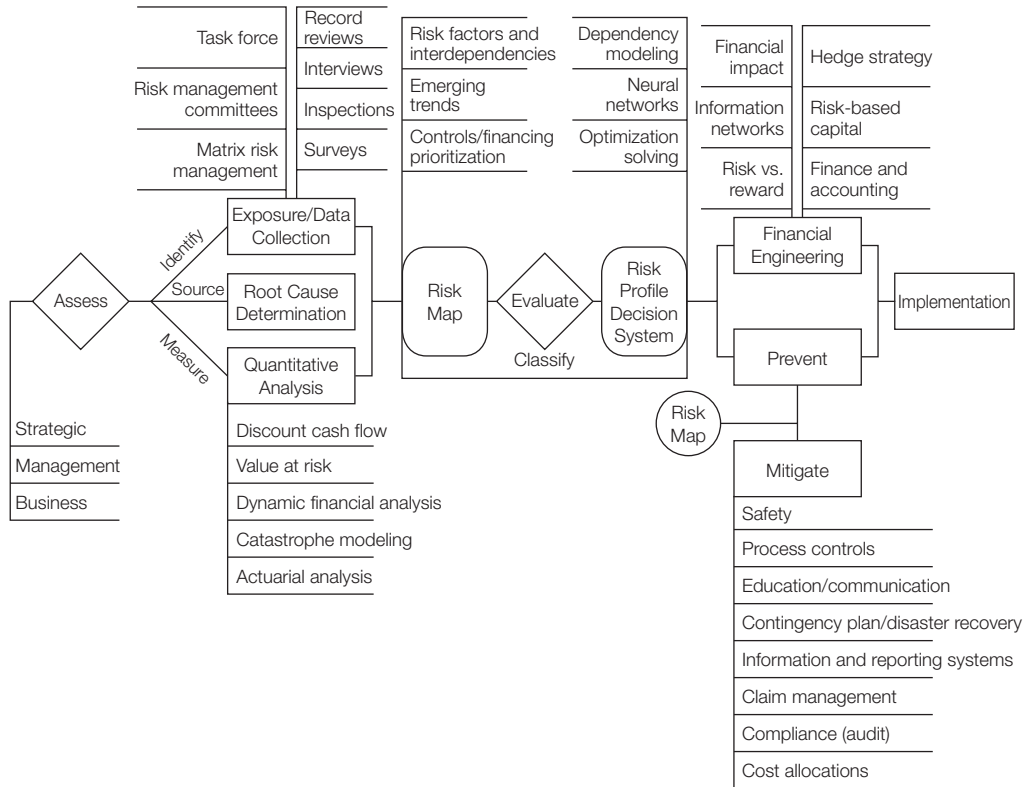 Task force
Risk management
committees
Matrix risk
management
Record
reviews
Interviews
Inspections
Surveys
Risk factors and
interdependencies
Emerging
trends
Controls/financing
prioritization
Dependency
modeling
Neural
networks
Optimization
solving
Financial
impact
Information
networks
Risk vs.
reward
Hedge strategy
Risk-based
capital
Finance and
accounting
Assess
Identify
Source
Measure
Exposure/Data
Collection
Root Cause
Determination
Quantitative
Analysis
Risk
Map
Evaluate
Classify
Risk
Profile
Decision
System
Financial
Engineering
Prevent
Implementation
Risk
Map
Mitigate
Strategic
Management
Business
Discount cash flow
Value at risk
Dynamic financial analysis
Catastrophe modeling
Actuarial analysis
Safety
Process controls
Education/communication
Contingency plan/disaster recovery
Information and reporting systems
Claim management
Compliance (audit)
Cost allocations